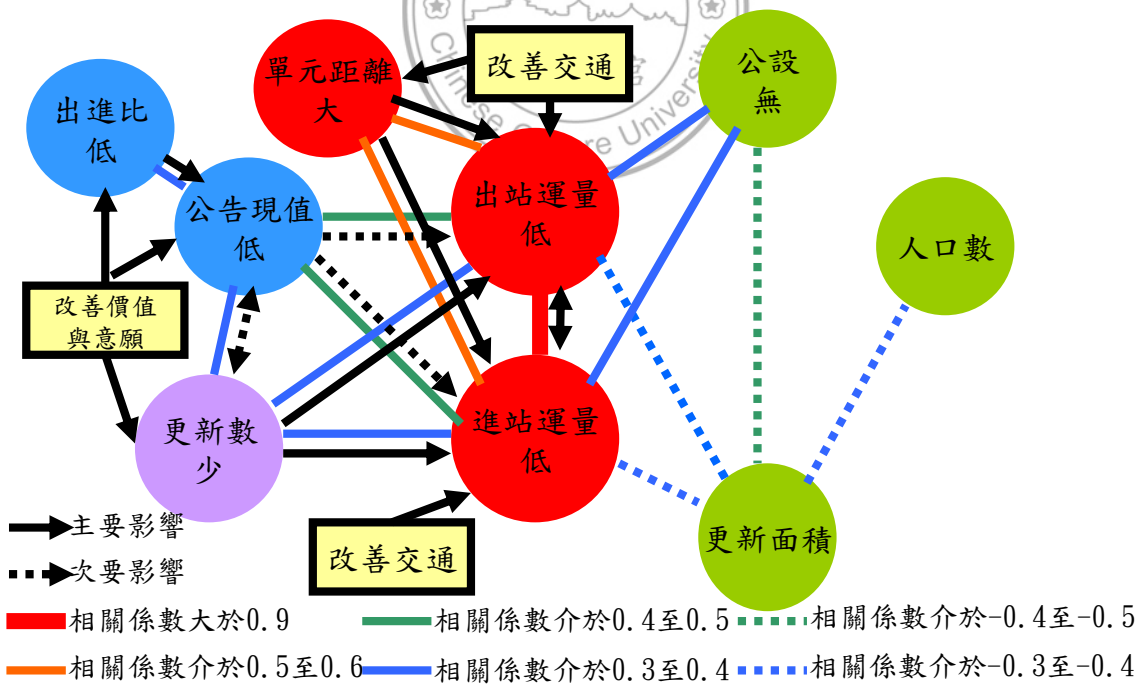 單元距離
大
改善交通
公設
無
出進比
低
Chinese
re University
公告現值
低
出站運量
低
人口數
改善價值
與意願
更新數
少
進站運量
低
更新面積
改善交通
主要影響
次要影響
相關係數大於0.9
相關係數介於0.4至0.5
相關係數介於-0.4至-0.5
相關係數介於0.5至0.6
相關係數介於0.3至0.4
相關係數介於-0.3至-0.4